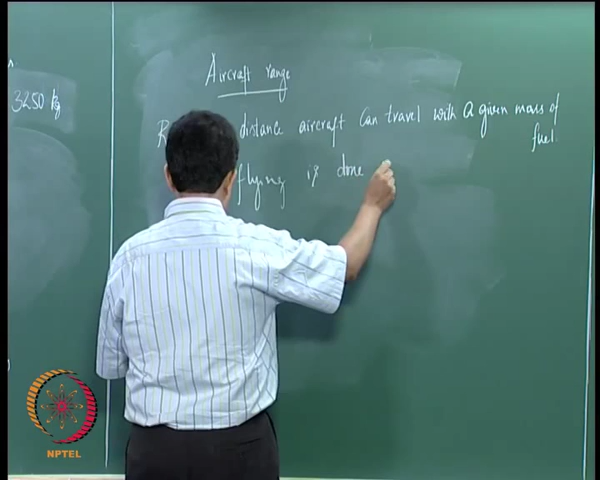 3250 kg
Aircraft range
distance aircraft can travel with a given mass of
fuel.
flying is done
NPTEL